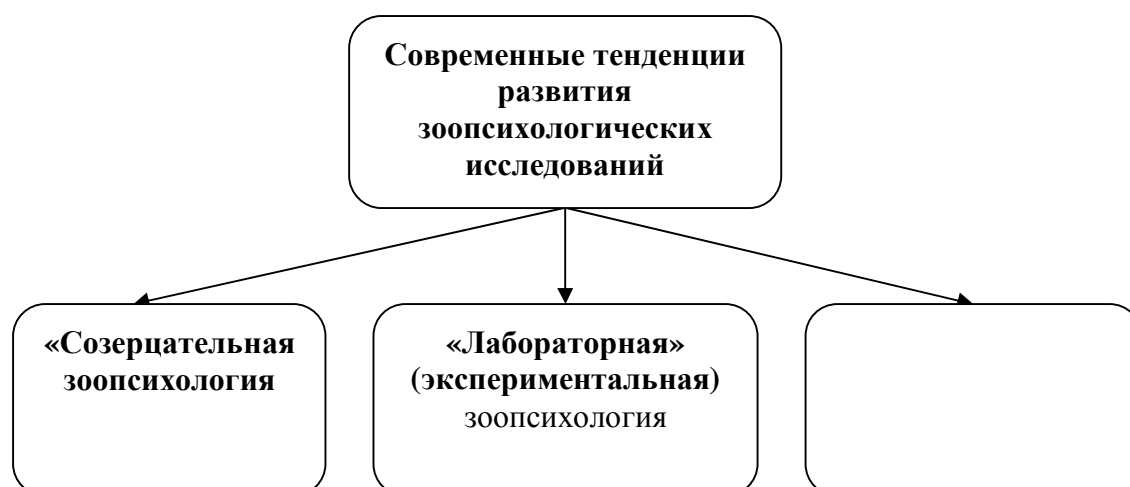 Современные тенденции
развития
зоопсихологических
исследований
«Созерцательная
зоопсихология
«Лабораторная»
(экспериментальная)
зоопсихология